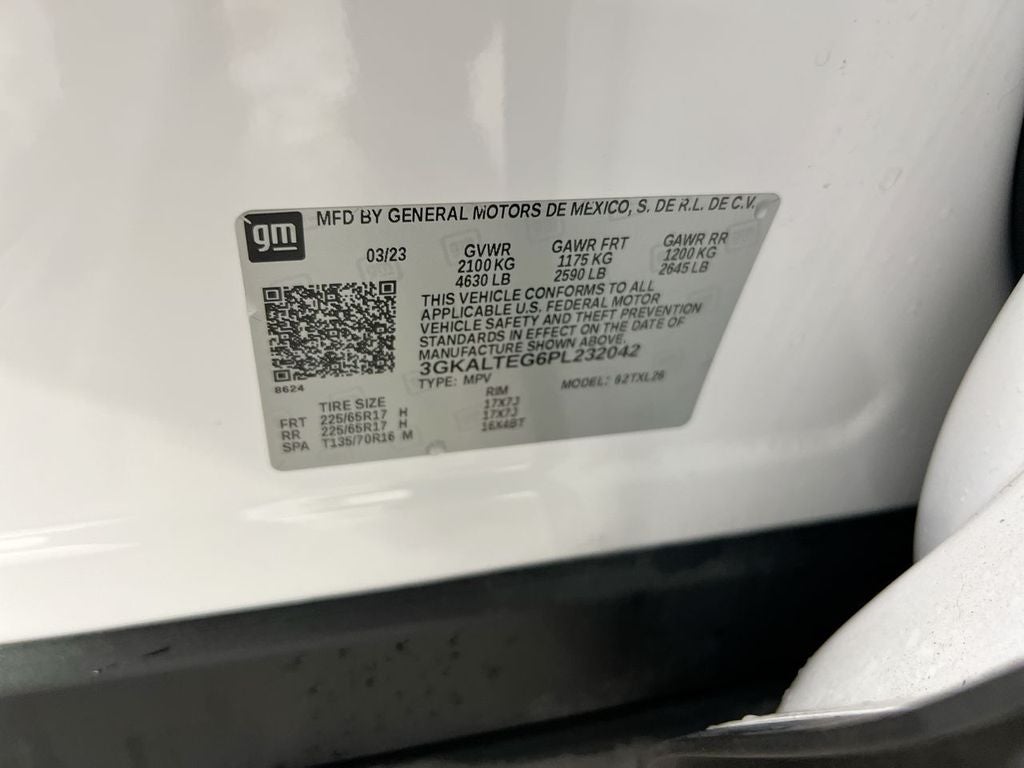 gm
MFD BY GENERAL MOTORS DE MEXICO, S. DE R.L. DE C.V.
03/23 GVWR GAWR FRT GAWR RR
2100 KG 1175 KG 1200 KG
4630 LB 2590 LB 2645 LB
THIS VEHICLE CONFORMS TO ALL
APPLICABLE U.S. FEDERAL MOTOR
VEHICLE SAFETY AND THEFT PREVENTION
STANDARDS IN EFFECT ON THE DATE OF
MANUFACTURE SHOWN ABOVE.
3GKALTEG6PL232042
8624 TYPE: MPV MODEL: 82TXL26
TIRE SIZE RIM
FRT 225/65R17 H 17X7J
RR 225/65R17 H 17X7J
SPA T135/70R16 M 16X4BT